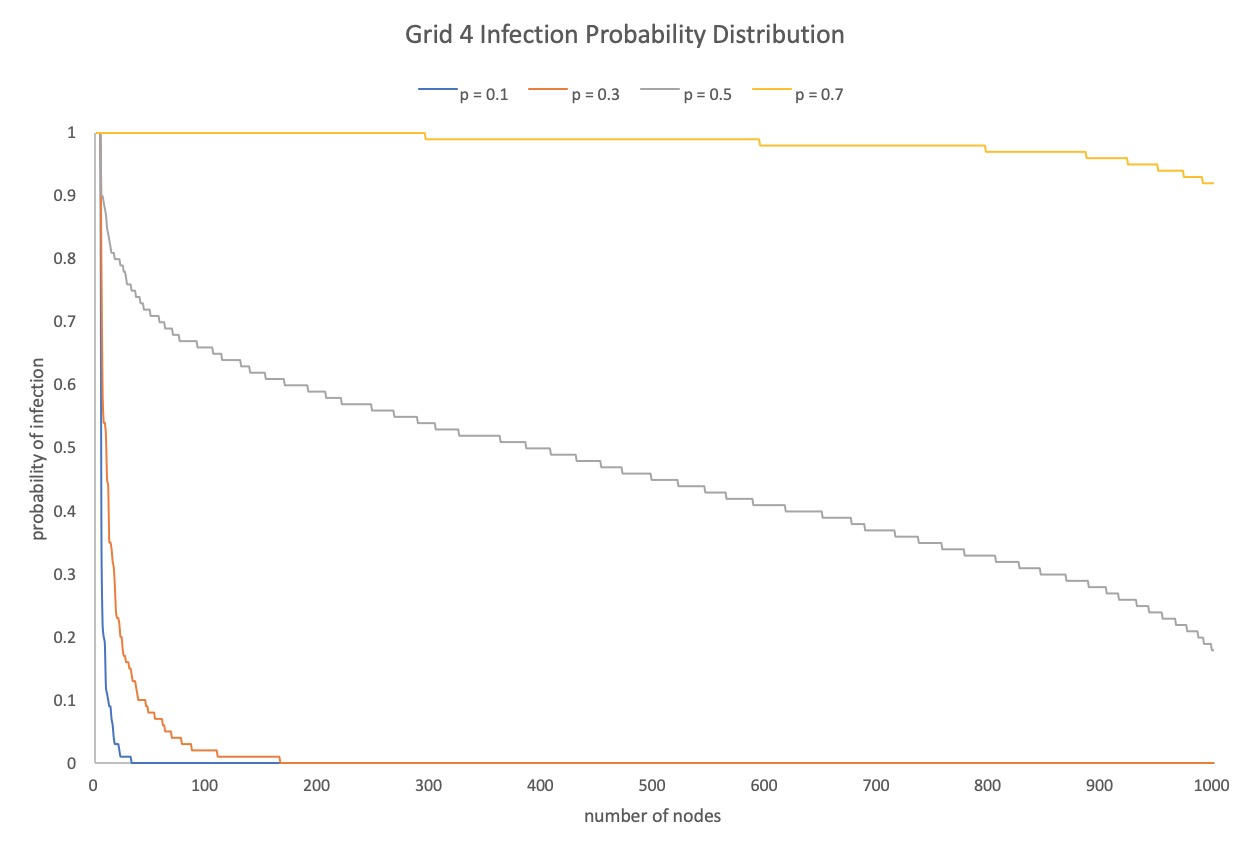 Grid 4 Infection Probability Distribution
p = 0.1 p = 0.3 p = 0.5 p = 0.7
probability of infection
1
0.9
0.8
0.7
0.6
0.5
0.4
0.3
0.2
0.1
0
0 100 200 300 400 500 600 700 800 900 1000
number of nodes